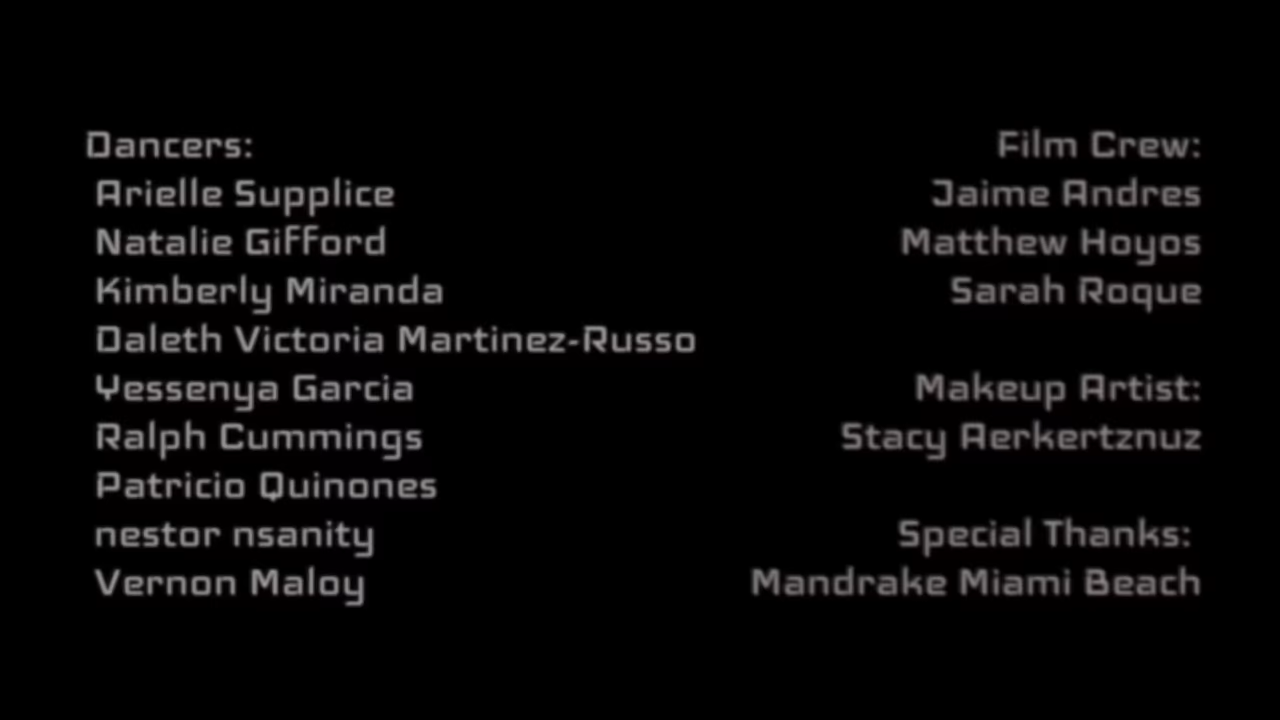 Dancers:
Arielle Supplice
Natalie Gifford
Kimberly Miranda
Daleth Victoria Martinez-Russo
Yessenya Garcia
Ralph Cummings
Patricio Quinones
nestor nsanity
Vernon Maloy
Film Crew:
Jaime Andres
Matthew Hoyos
Sarah Roque
Makeup Artist:
Stacy Aerkertznuz
Special Thanks:
Mandrake Miami Beach